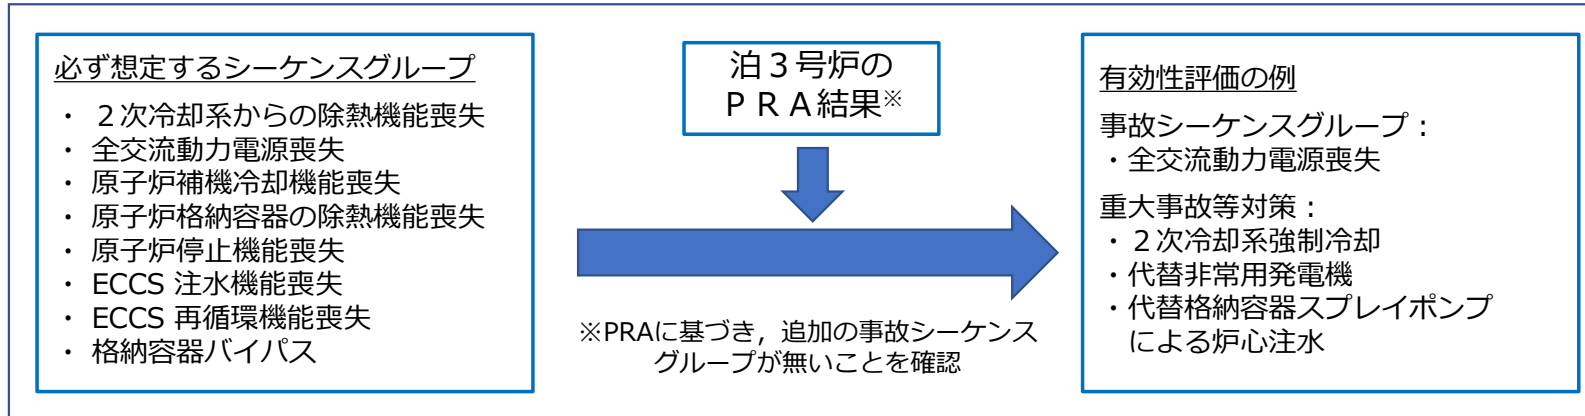 必ず想定するシーケンスグループ
・ ２次冷却系からの除熱機能喪失
・ 全交流動力電源喪失
・ 原子炉補機冷却機能喪失
・ 原子炉格納容器の除熱機能喪失
・ 原子炉停止機能喪失
・ ECCS 注水機能喪失
・ ECCS 再循環機能喪失
・ 格納容器バイパス
泊３号炉の
ＰＲＡ結果※
※PRAに基づき，追加の事故シーケンス
グループが無いことを確認
有効性評価の例
事故シーケンスグループ：
・全交流動力電源喪失
重大事故等対策：
・２次冷却系強制冷却
・代替非常用発電機
・代替格納容器スプレイポンプ
による炉心注水